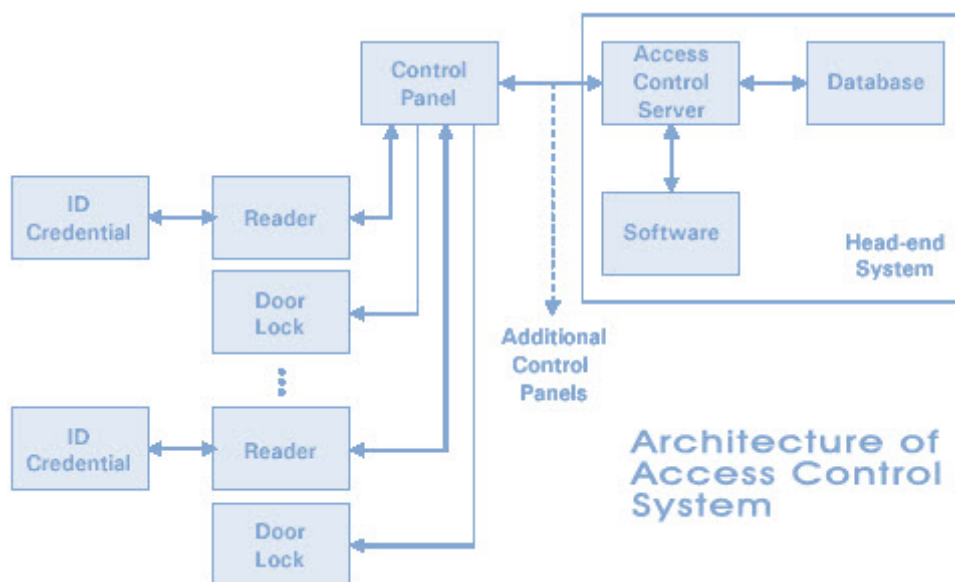 Control
Panel
Access
Control
Server
Database
ID
Credential
Reader
Software
Head-end
System
Door
Lock
Additional
Control
Panels
ID
Credential
Reader
Architecture of
Access Control
System
Door
Lock